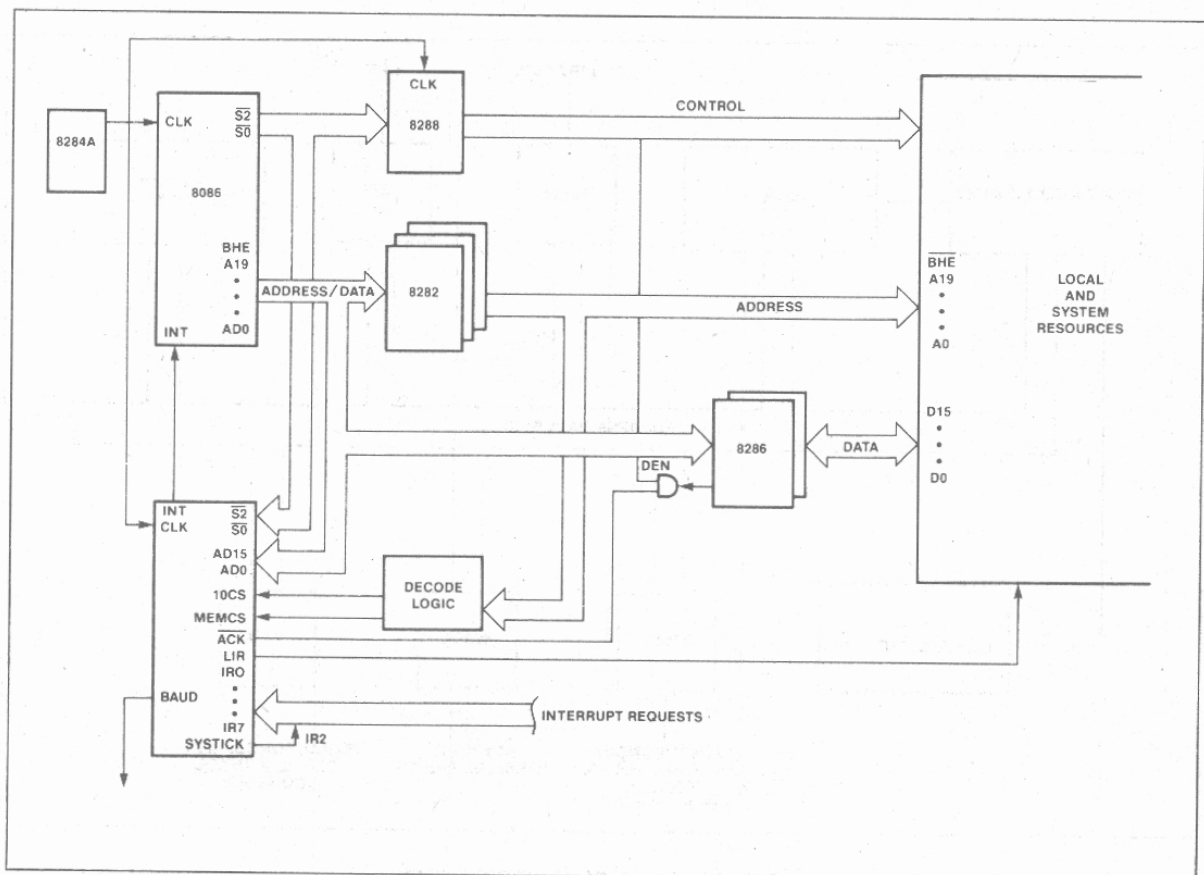 CLK
8288
CONTROL
8284A
CLK
S2
S0
8086
BHE
A19
AD0
INT
ADDRESS/DATA
8282
ADDRESS
BHE
A19
A0
LOCAL
AND
SYSTEM
RESOURCES
D15
D0
8286
DATA
DEN
INT
CLK
S2
S0
AD15
AD0
10CS
MEMCS
ACK
LIR
IRO
IR7
SYSTICK
BAUD
DECODE
LOGIC
IR2
INTERRUPT REQUESTS